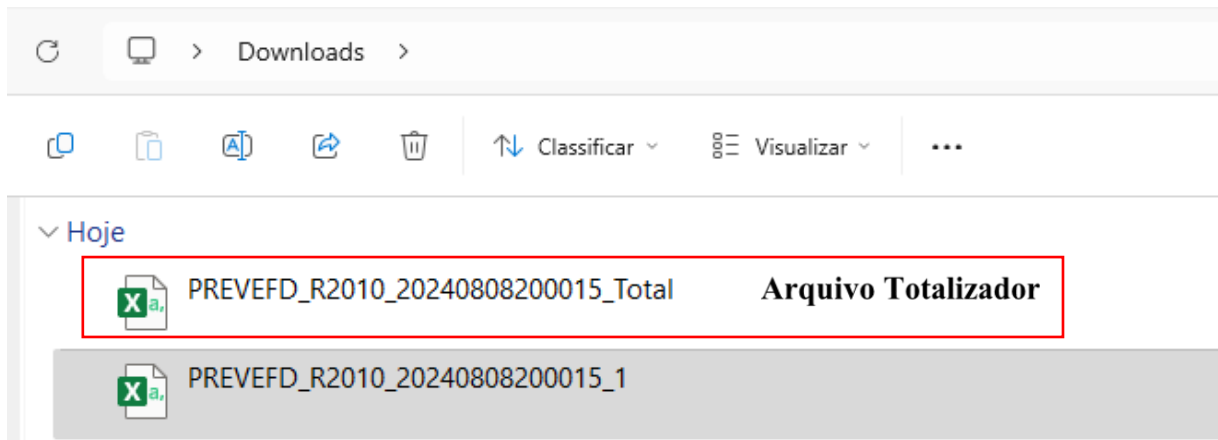 Downloads
Classificar Visualizar
Hoje
PREVEFD_R2010_20240808200015_Total Arquivo Totalizador
PREVEFD_R2010_20240808200015_1